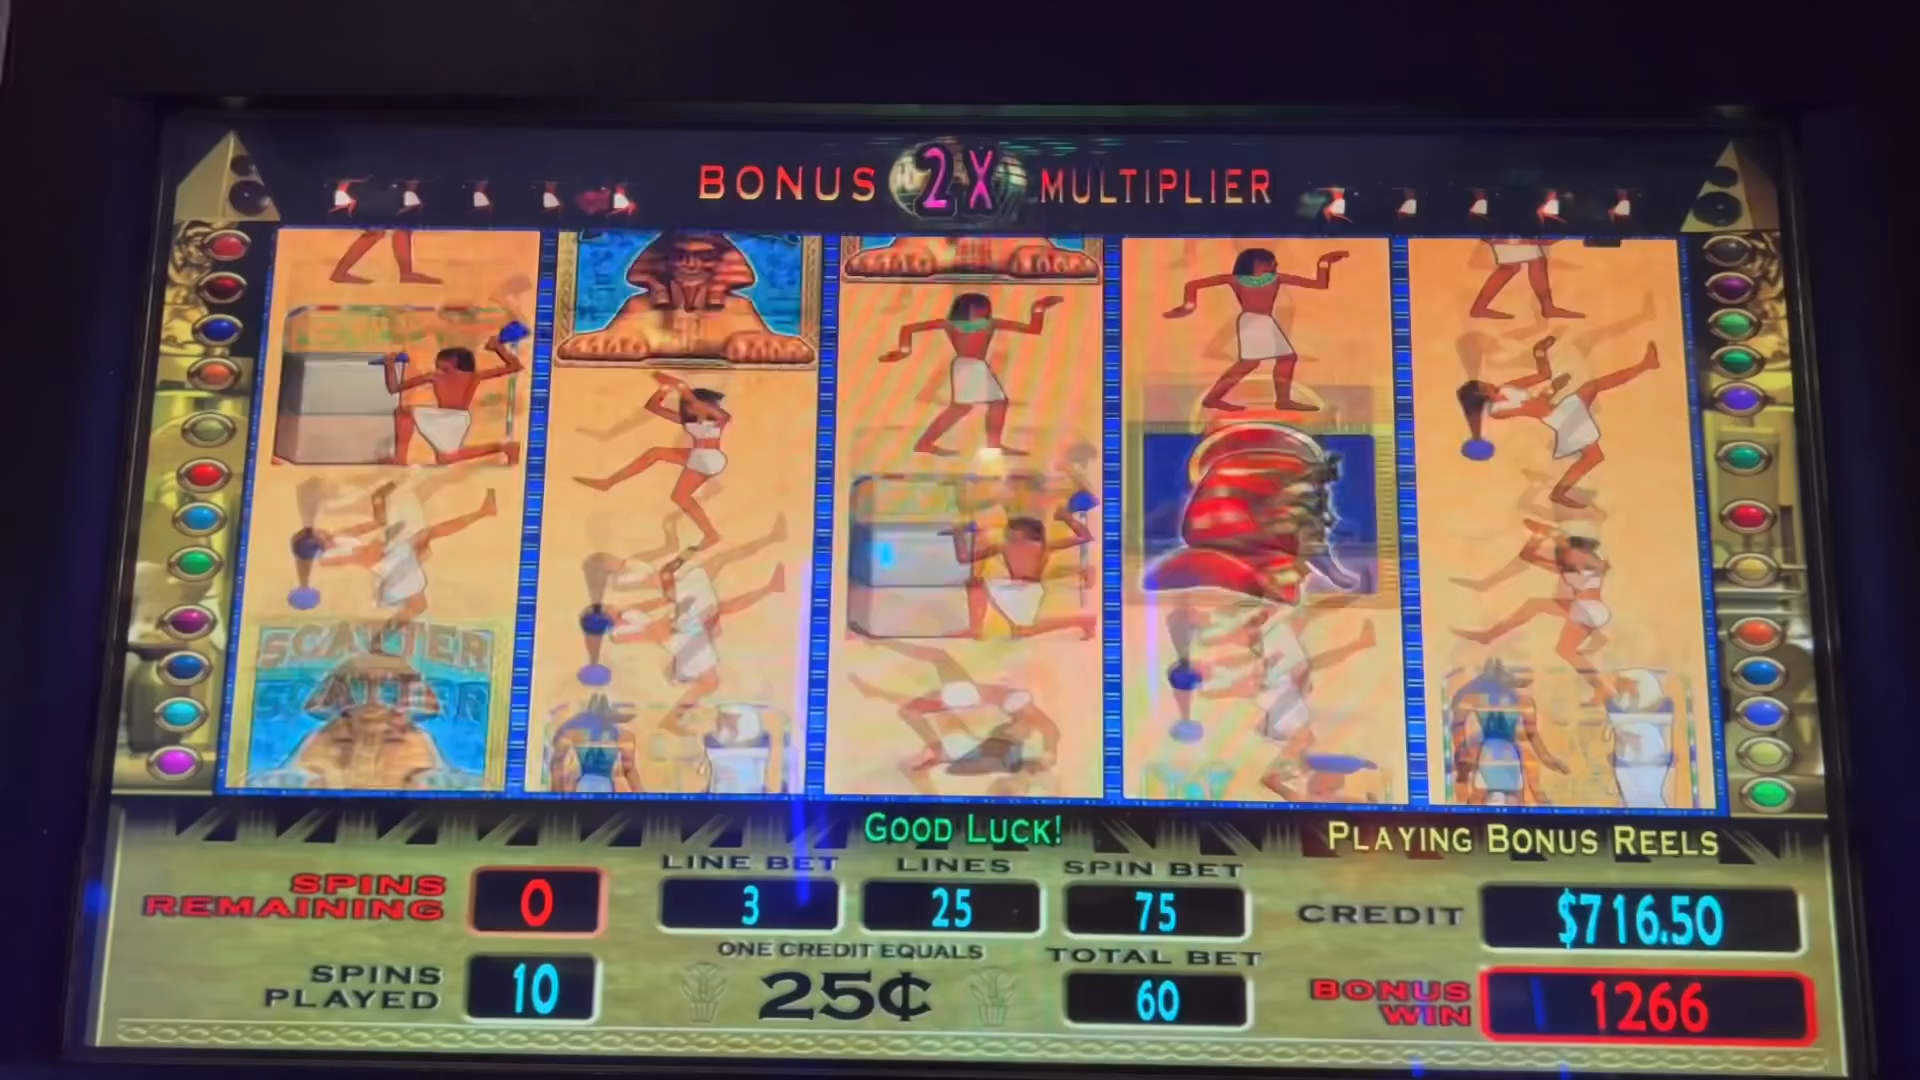 BONUS 2X MULTIPLIER
SCATTER
GOOD LUCK!
PLAYING BONUS REELS
SPINS REMAINING 0
LINE BET 3
LINES 25
SPIN BET 75
CREDIT $716.50
SPINS PLAYED 10
ONE CREDIT EQUALS
25¢
TOTAL BET 60
BONUS WIN 1266